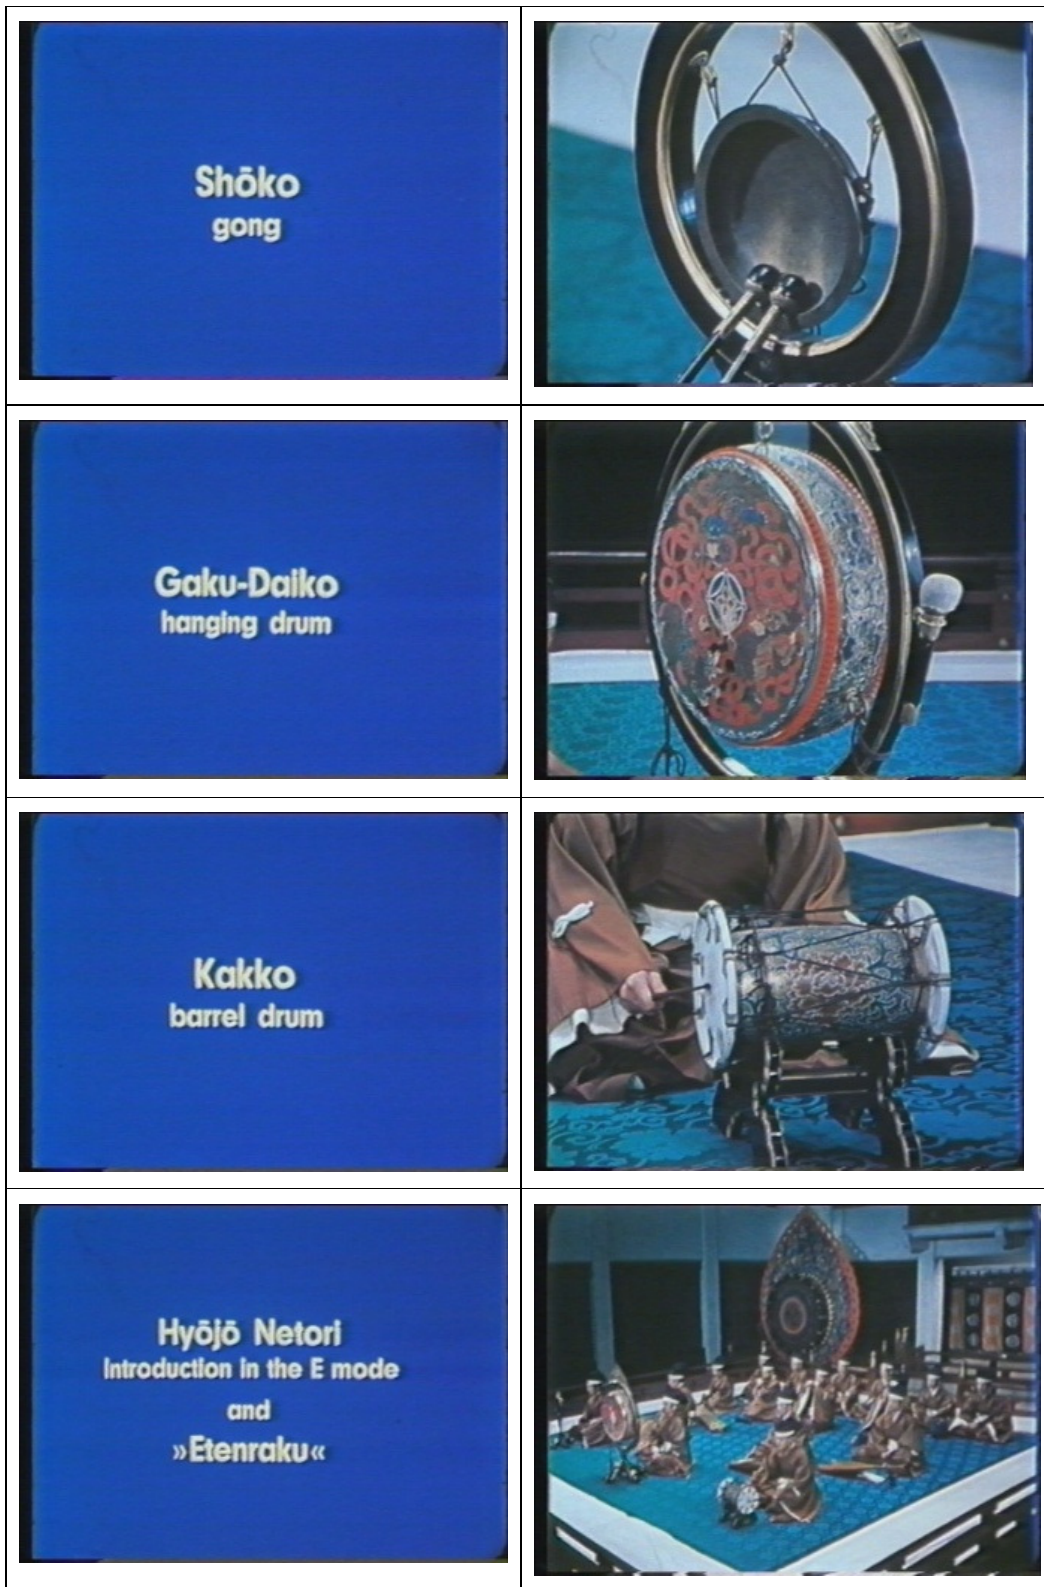 Shōko
gong
Gaku-Daiko
hanging drum
Kakko
barrel drum
Hyōjō Netori
Introduction in the E mode
and
»Etenraku«